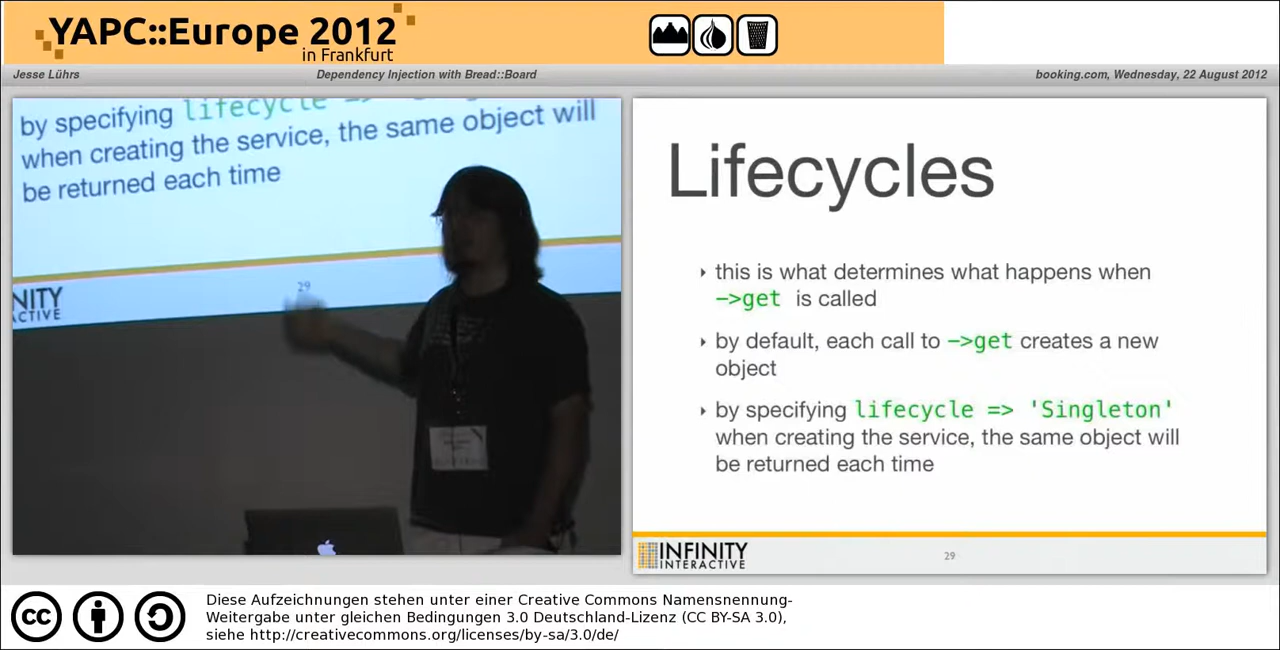 YAPC::Europe 2012
in Frankfurt
Jesse Lührs
Dependency Injection with Bread::Board
booking.com, Wednesday, 22 August 2012
by specifying lifecycle =>
when creating the service, the same object will
be returned each time
29
INITY
ACTIVE
Lifecycles
this is what determines what happens when
->get is called
by default, each call to ->get creates a new
object
by specifying lifecycle => 'Singleton'
when creating the service, the same object will
be returned each time
INFINITY
INTERACTIVE
29
cc
Diese Aufzeichnungen stehen unter einer Creative Commons Namensnennung-
Weitergabe unter gleichen Bedingungen 3.0 Deutschland-Lizenz (CC BY-SA 3.0),
siehe http://creativecommons.org/licenses/by-sa/3.0/de/